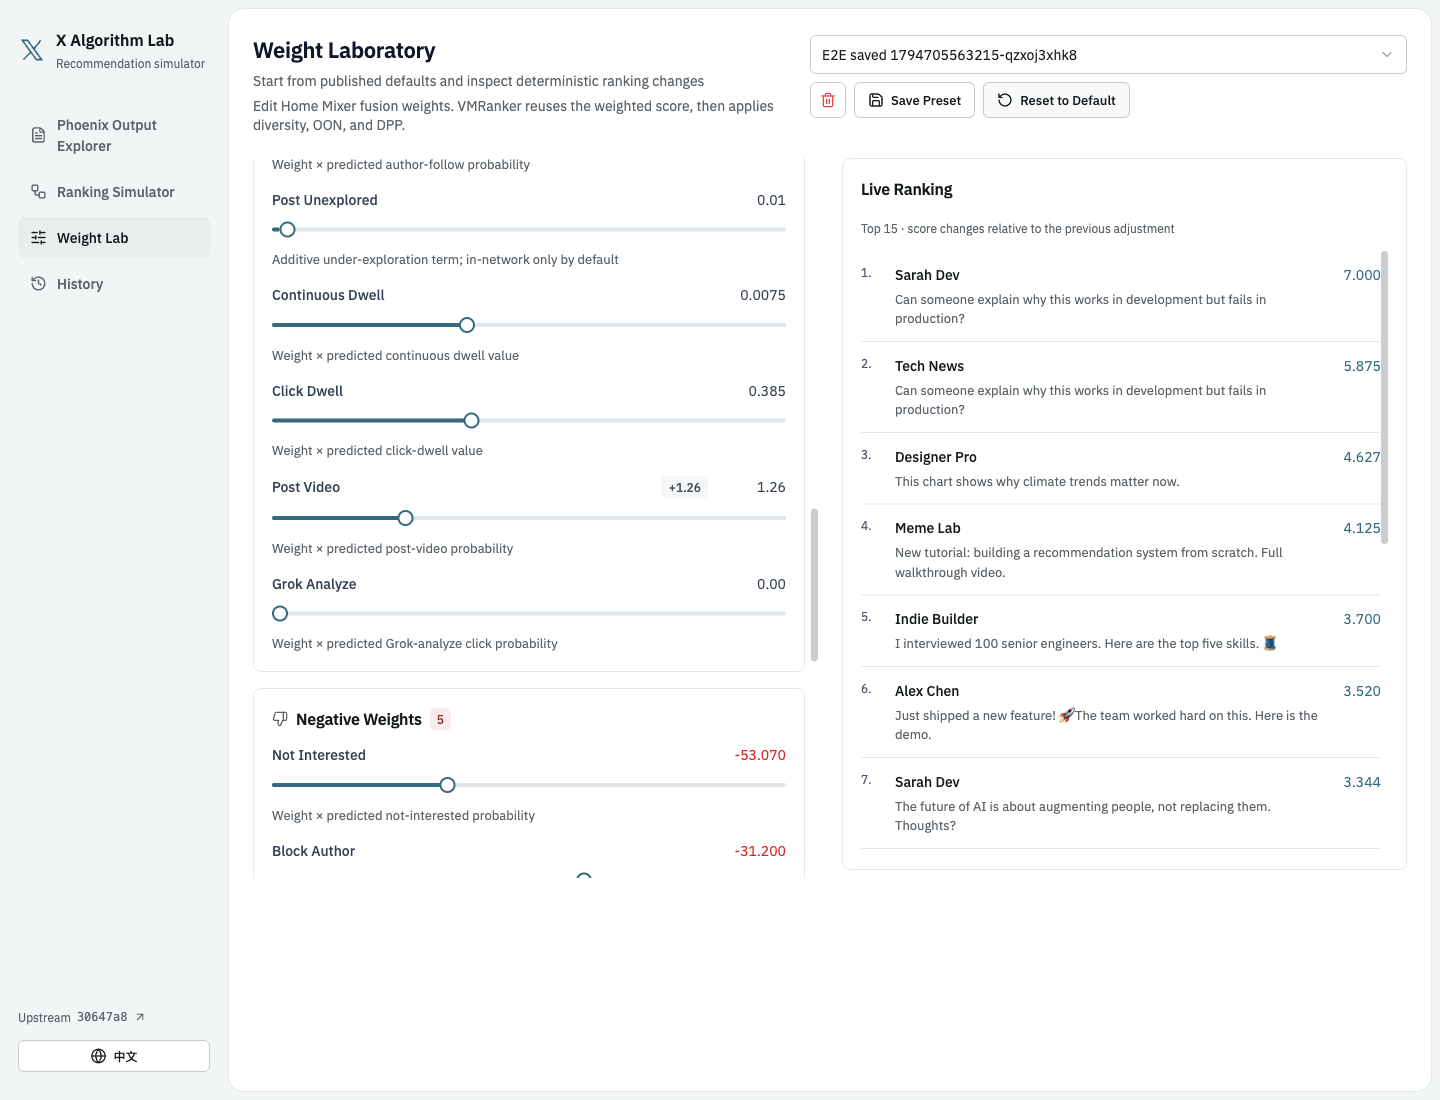 X Algorithm Lab
Recommendation simulator
Phoenix Output
Explorer
Ranking Simulator
Weight Lab
History
Upstream 30647a8
中文
Weight Laboratory
Start from published defaults and inspect deterministic ranking changes
Edit Home Mixer fusion weights. VMRanker reuses the weighted score, then applies
diversity, OON, and DPP.
E2E saved 1794705563215-qzxoj3xhk8
Save Preset
Reset to Default
Weight × predicted author-follow probability
Post Unexplored 0.01
Additive under-exploration term; in-network only by default
Continuous Dwell 0.0075
Weight × predicted continuous dwell value
Click Dwell 0.385
Weight × predicted click-dwell value
Post Video +1.26 1.26
Weight × predicted post-video probability
Grok Analyze 0.00
Weight × predicted Grok-analyze click probability
Negative Weights 5
Not Interested -53.070
Weight × predicted not-interested probability
Block Author -31.200
Live Ranking
Top 15 · score changes relative to the previous adjustment
1. Sarah Dev 7.000
Can someone explain why this works in development but fails in
production?
2. Tech News 5.875
Can someone explain why this works in development but fails in
production?
3. Designer Pro 4.627
This chart shows why climate trends matter now.
4. Meme Lab 4.125
New tutorial: building a recommendation system from scratch. Full
walkthrough video.
5. Indie Builder 3.700
I interviewed 100 senior engineers. Here are the top five skills. 🧵
6. Alex Chen 3.520
Just shipped a new feature! 🚀The team worked hard on this. Here is the
demo.
7. Sarah Dev 3.344
The future of AI is about augmenting people, not replacing them.
Thoughts?